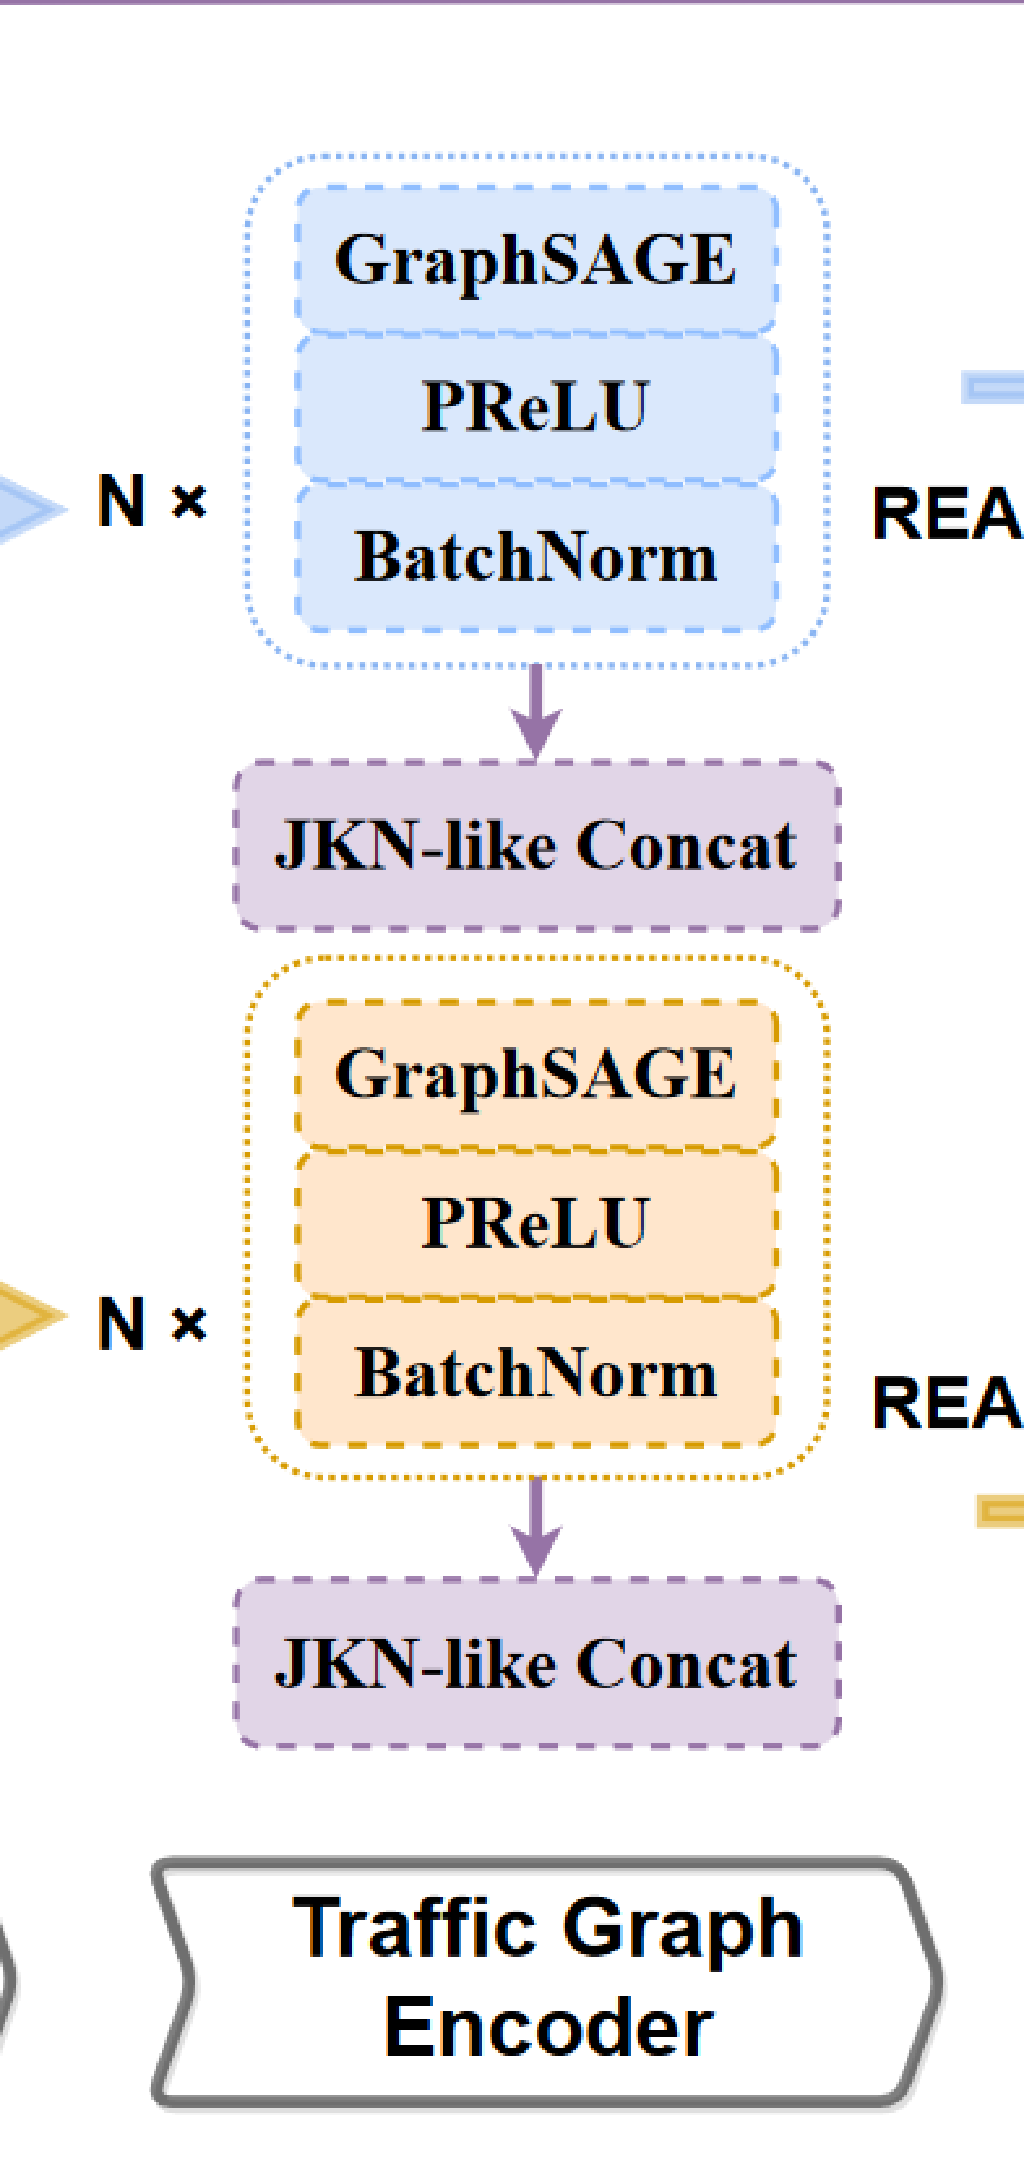 GraphSAGE
PReLU
N ×
BatchNorm
REA
JKN-like Concat
GraphSAGE
PReLU
N ×
BatchNorm
REA
JKN-like Concat
Traffic Graph
Encoder